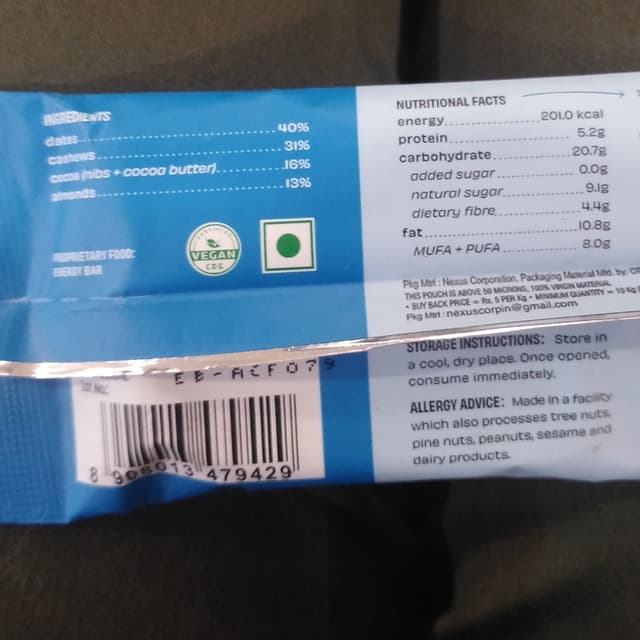 INGREDIENTS
dates 40%
cashews 31%
cocoa (nibs + cocoa butter) 16%
almonds 13%
PROPRIETARY FOOD:
ENERGY BAR
VEGAN
NUTRITIONAL FACTS
energy 201.0 kcal
protein 5.2g
carbohydrate 20.7g
added sugar 0.0g
natural sugar 9.1g
dietary fibre 4.4g
fat 10.8g
MUFA + PUFA 8.0g
Pkg Mtrl : Nexus Corporation. Packaging Material Mfd. by:
THIS POUCH IS ABOVE 50 MICRONS, 100% VIRGIN MATERIAL
• BUY BACK PRICE = Rs. 5 PER Kg • MINIMUM QUANTITY = 10 Kg
Pkg Mtrl : nexuscorpin@gmail.com
STORAGE INSTRUCTIONS: Store in
a cool, dry place. Once opened,
consume immediately.
ALLERGY ADVICE: Made in a facility
which also processes tree nuts,
pine nuts, peanuts, sesame and
dairy products.
EB-ACF079
8 908013 479429